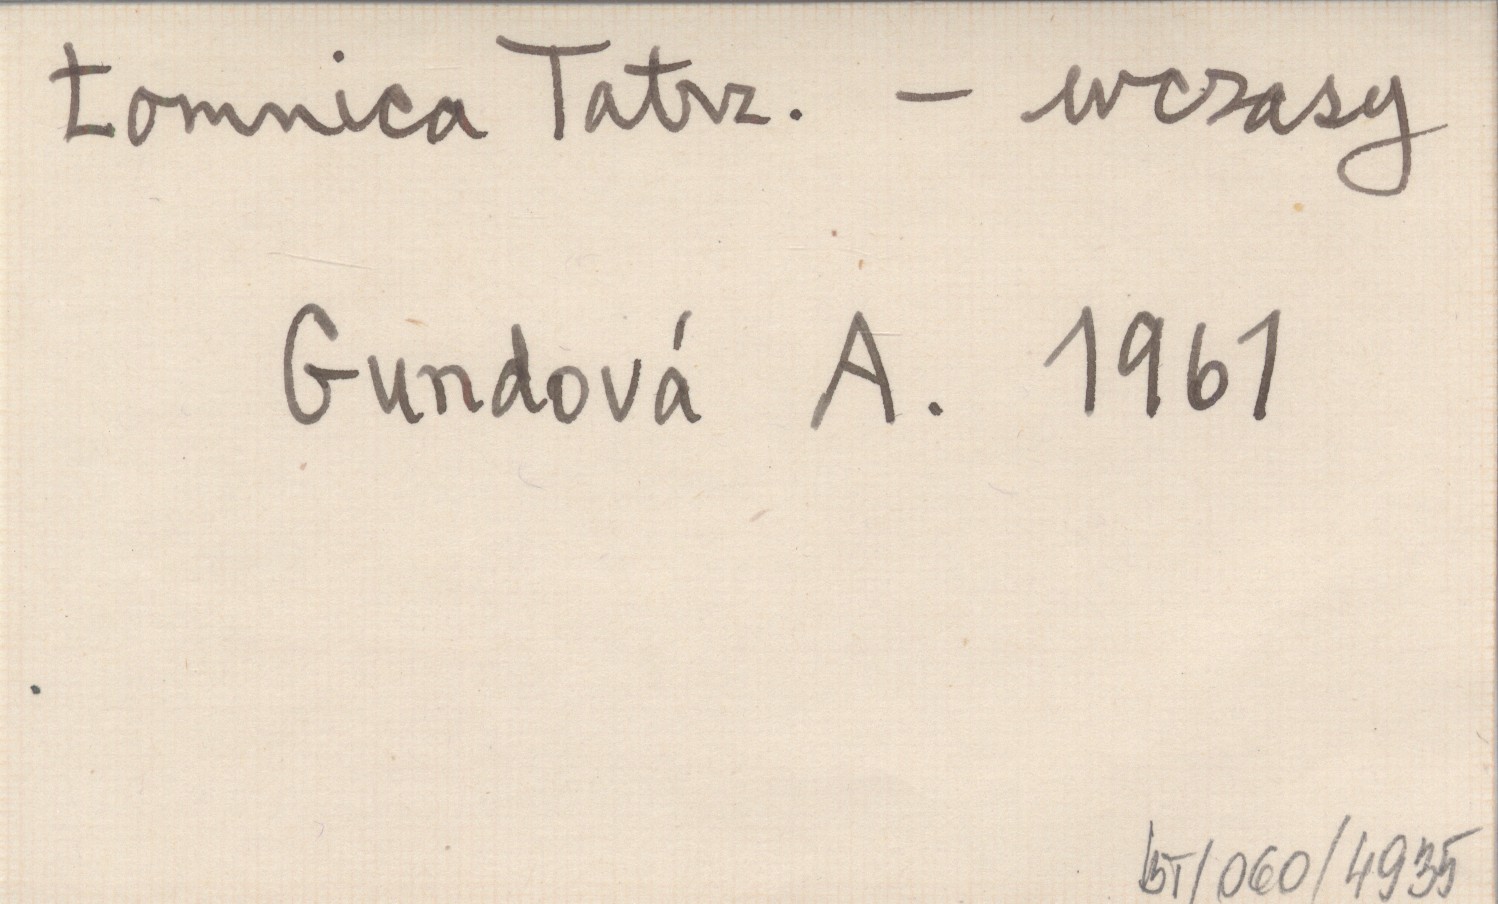 Łomnica Tatrz. – wczasy
Gundová A. 1961
BT/060/4935